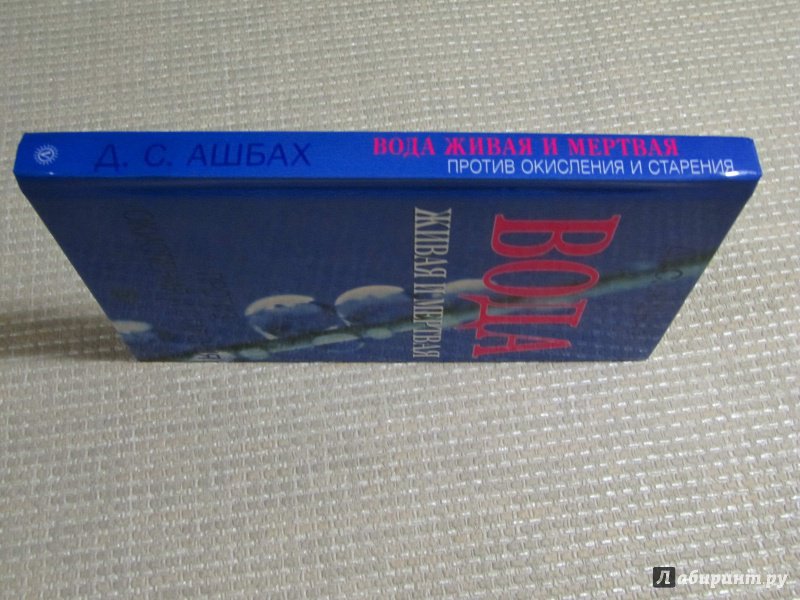 Д. С. АШБАХ
ВОДА ЖИВАЯ И МЕРТВАЯ
ПРОТИВ ОКИСЛЕНИЯ И СТАРЕНИЯ
ВОДА
ЖИВАЯ И МЕРТВАЯ
Лабиринт.ру